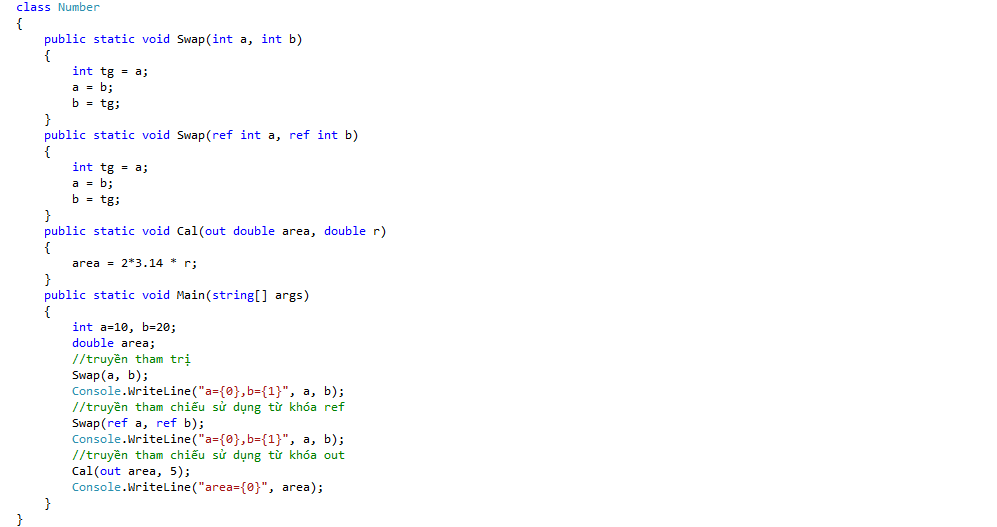 class Number
{
    public static void Swap(int a, int b)
    {
        int tg = a;
        a = b;
        b = tg;
    }
    public static void Swap(ref int a, ref int b)
    {
        int tg = a;
        a = b;
        b = tg;
    }
    public static void Cal(out double area, double r)
    {
        area = 2*3.14 * r;
    }
    public static void Main(string[] args)
    {
        int a=10, b=20;
        double area;
        //truyền tham trị
        Swap(a, b);
        Console.WriteLine("a={0},b={1}", a, b);
        //truyền tham chiếu sử dụng từ khóa ref
        Swap(ref a, ref b);
        Console.WriteLine("a={0},b={1}", a, b);
        //truyền tham chiếu sử dụng từ khóa out
        Cal(out area, 5);
        Console.WriteLine("area={0}", area);
    }
}